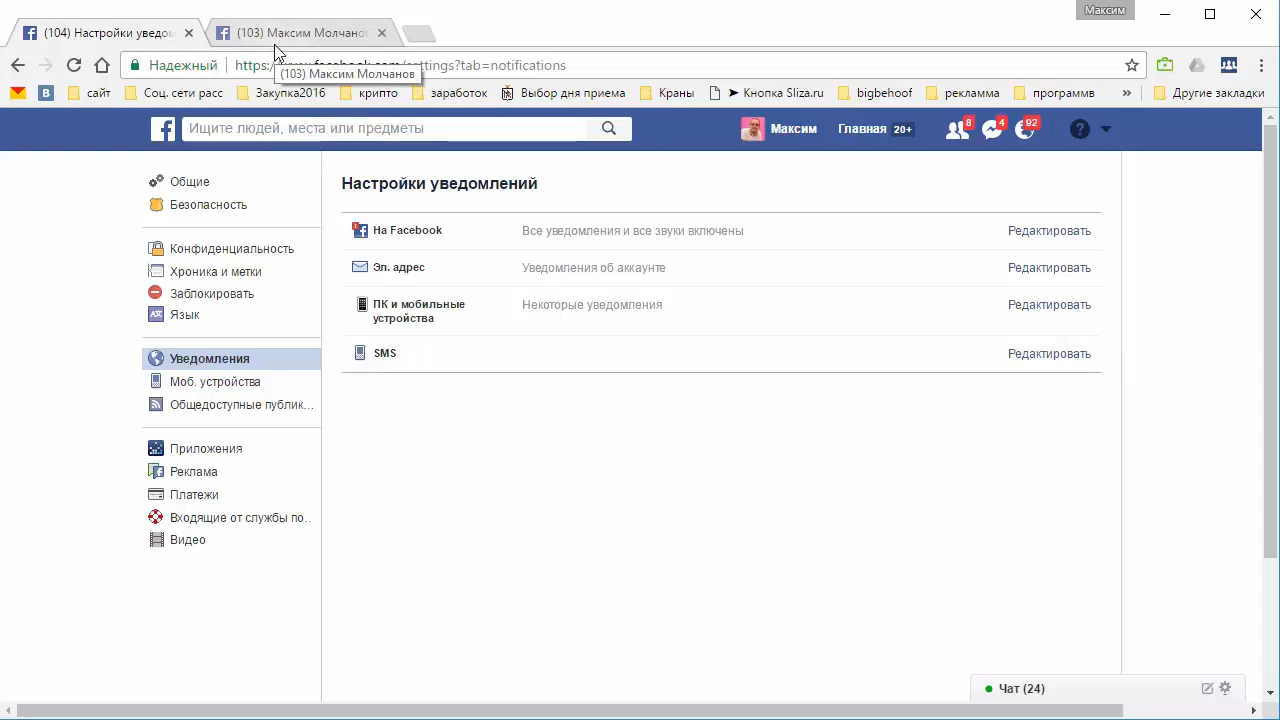 Максим
(104) Настройки уведом
(103) Максим Молчано
Надежный
https:
ettings?tab=notifications
(103) Максим Молчанов
сайт
Соц. сети расс
Закупка2016
крипто
заработок
Выбор дня приема
Краны
➤ Кнопка Sliza.ru
bigbehoof
рекламма
программв
»
Другие закладки
Ищите людей, места или предметы
Максим
Главная 20+
8
4
92
Общие
Безопасность
Конфиденциальность
Хроника и метки
Заблокировать
Язык
Уведомления
Моб. устройства
Общедоступные публик...
Приложения
Реклама
Платежи
Входящие от службы по..
Видео
Настройки уведомлений
На Facebook
Все уведомления и все звуки включены
Редактировать
Эл. адрес
Уведомления об аккаунте
Редактировать
ПК и мобильные
устройства
Некоторые уведомления
Редактировать
SMS
Редактировать
Чат (24)